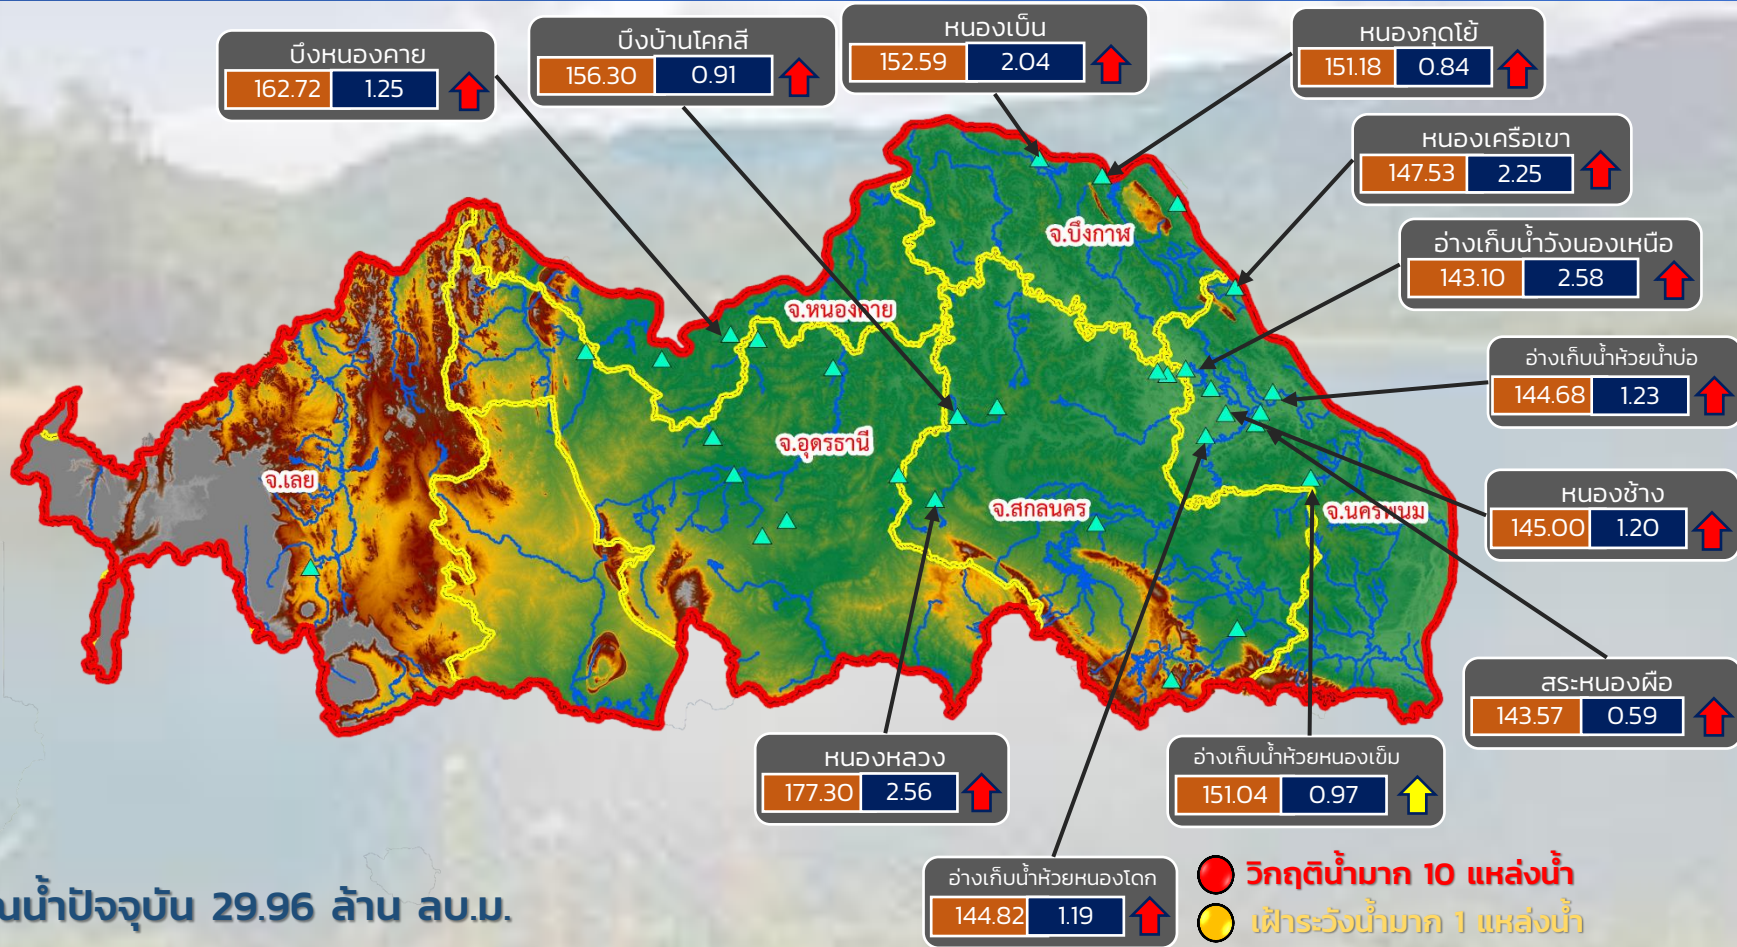 บึงหนองคาย
162.72 1.25
บึงบ้านโคกสี
156.30 0.91
หนองเบ็น
152.59 2.04
หนองกุดโย้
151.18 0.84
หนองเครือเขา
147.53 2.25
อ่างเก็บน้ำวังนองเหนือ
143.10 2.58
อ่างเก็บน้ำห้วยน้ำบ่อ
144.68 1.23
หนองช้าง
145.00 1.20
สระหนองผือ
143.57 0.59
จ.บึงกาฬ
จ.หนองคาย
จ.อุดรธานี
จ.เลย
จ.สกลนคร
จ.นครพนม
หนองหลวง
177.30 2.56
อ่างเก็บน้ำห้วยหนองเข็ม
151.04 0.97
อ่างเก็บน้ำห้วยหนองโดก
144.82 1.19
วิกฤติน้ำมาก 10 แหล่งน้ำ
เฝ้าระวังน้ำมาก 1 แหล่งน้ำ
ณน้ำปัจจุบัน 29.96 ล้าน ลบ.ม.